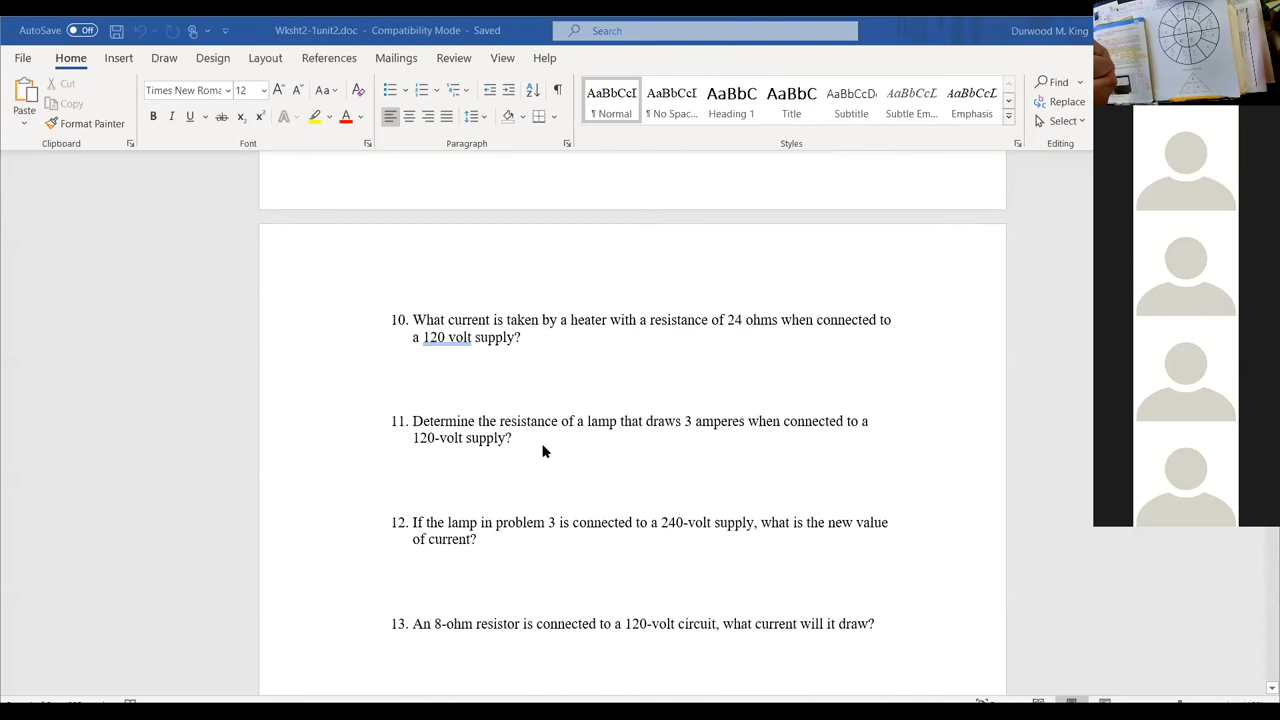 AutoSave Off Wksht2-1unit2.doc - Compatibility Mode - Saved Search Durwood M. King
File Home Insert Draw Design Layout References Mailings Review View Help
Paste Cut Copy Format Painter
Times New Roma 12
AaBbCcI AaBbCcI AaBbC AaBbC AaBbCcD AaBbCcL AaBbCcL
¶ Normal ¶ No Spac... Heading 1 Title Subtitle Subtle Em... Emphasis
Find
Replace
Select
Clipboard Font Paragraph Styles Editing
10. What current is taken by a heater with a resistance of 24 ohms when connected to
a 120 volt supply?
11. Determine the resistance of a lamp that draws 3 amperes when connected to a
120-volt supply?
12. If the lamp in problem 3 is connected to a 240-volt supply, what is the new value
of current?
13. An 8-ohm resistor is connected to a 120-volt circuit, what current will it draw?